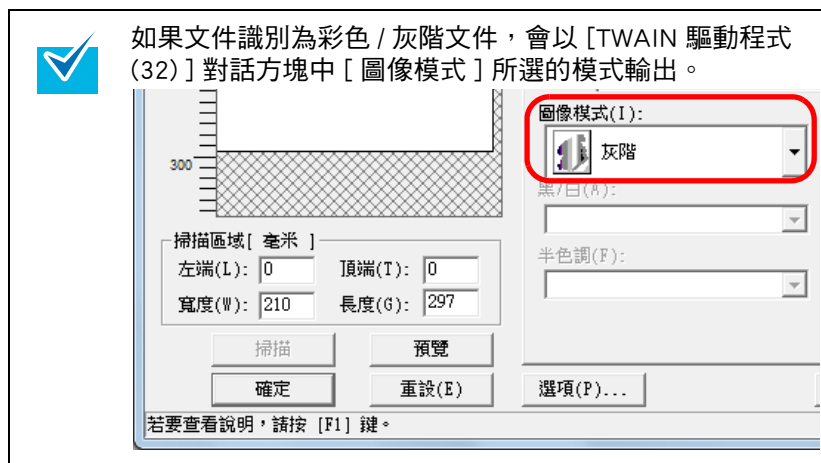 如果文件識別為彩色 / 灰階文件，會以 [TWAIN 驅動程式
(32) ] 對話方塊中 [ 圖像模式 ] 所選的模式輸出。
圖像模式(I):
灰階
300
黑/白(A):
掃描區域[ 毫米 ]
半色調(F):
左端(L): 0 頂端(T): 0
寬度(W): 210 長度(G): 297
掃描 預覽
確定 重設(E) 選項(P)...
若要查看說明，請按 [F1] 鍵。